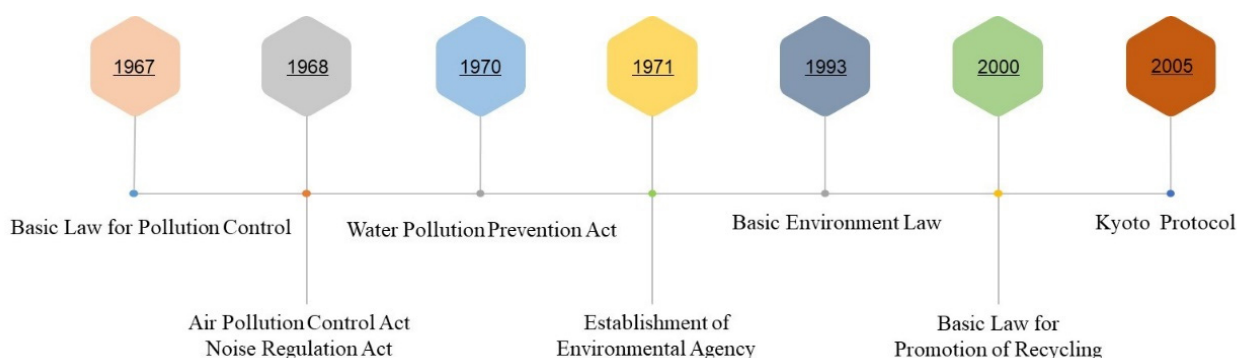 1967
1968
1970
1971
1993
2000
2005
Basic Law for Pollution Control
Water Pollution Prevention Act
Basic Environment Law
Kyoto Protocol
Air Pollution Control Act
Noise Regulation Act
Establishment of
Environmental Agency
Basic Law for
Promotion of Recycling